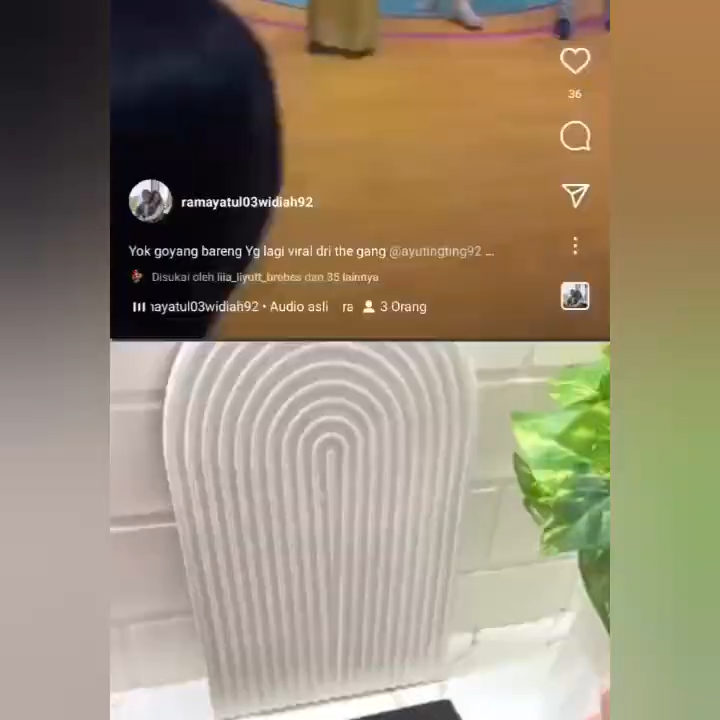 36
ramayatul03widiah92
Yok goyang bareng Yg lagi viral dri the gang @ayutingting92 ...
Disukai oleh lila_liyutt_brebes dan 35 lainnya
ayatul03widiah92 • Audio asli ra 3 Orang